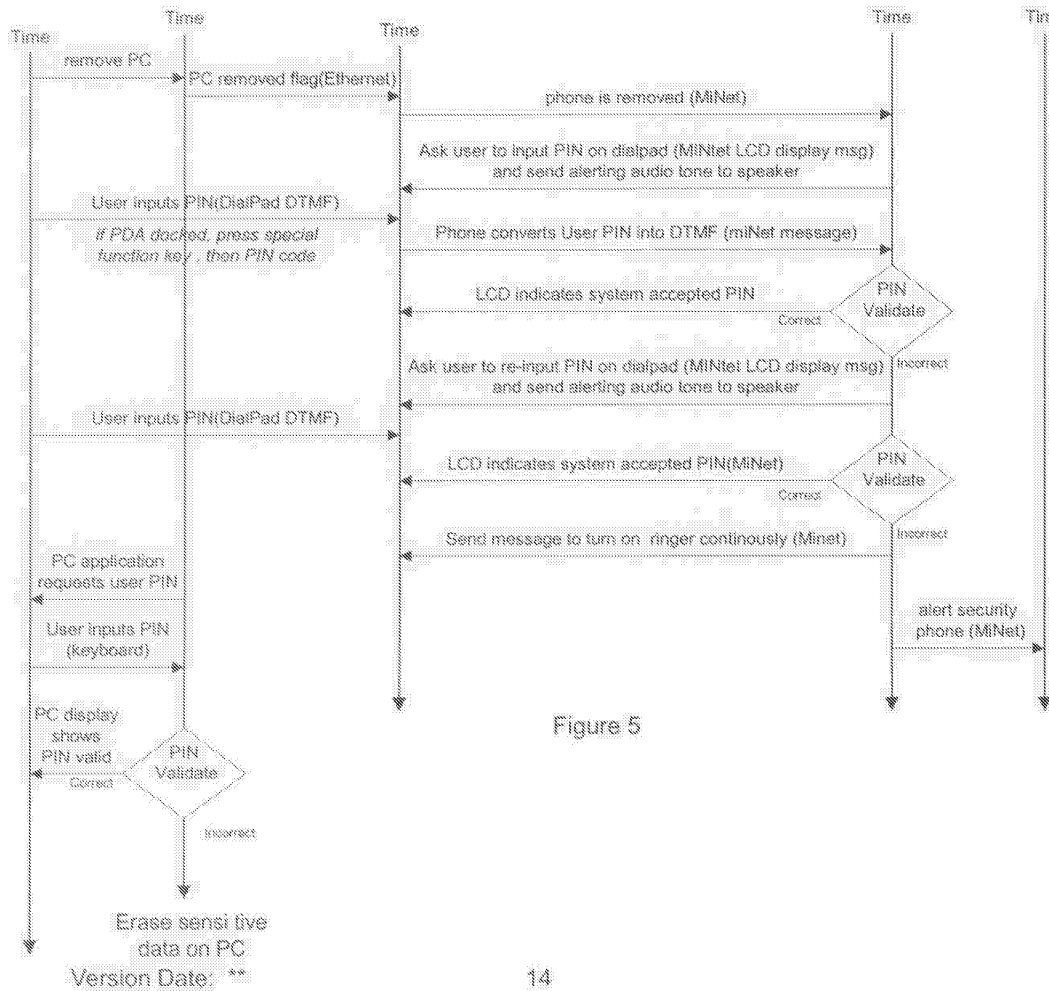 Time
Time
Time
Time
Tim
remove PC
PC removed flag(Ethernet)
phone is removed (MiNet)
Ask user to input PIN on dialpad (MINtel LCD display msg)
and send alerting audio tone to speaker
User inputs PIN(DialPad DTMF)
If PDA docked, press special
function key , then PIN code
Phone converts User PIN into DTMF (miNet message)
LCD indicates system accepted PIN
Correct
PIN
Validate
Incorrect
Ask user to re-input PIN on dialpad (MINtel LCD display msg)
and send alerting audio tone to speaker
User inputs PIN(DialPad DTMF)
LCD indicates system accepted PIN(MiNet)
Correct
PIN
Validate
Incorrect
Send message to turn on ringer continously (Minet)
PC application
requests user PIN
alert security
phone (MiNet)
User inputs PIN
(keyboard)
Figure 5
PC display
shows
PIN valid
Correct
PIN
Validate
Incorrect
Erase sensi tive
data on PC
Version Date: **
14